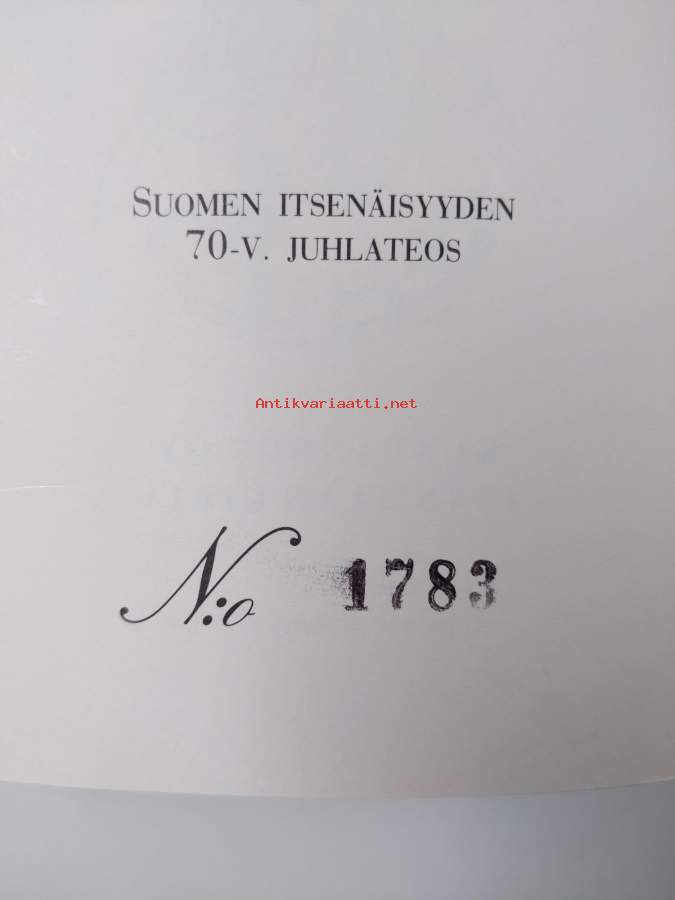 SUOMEN ITSENÄISYYDEN
70-V. JUHLATEOS
Antikvariaatti.net
N:o 1783